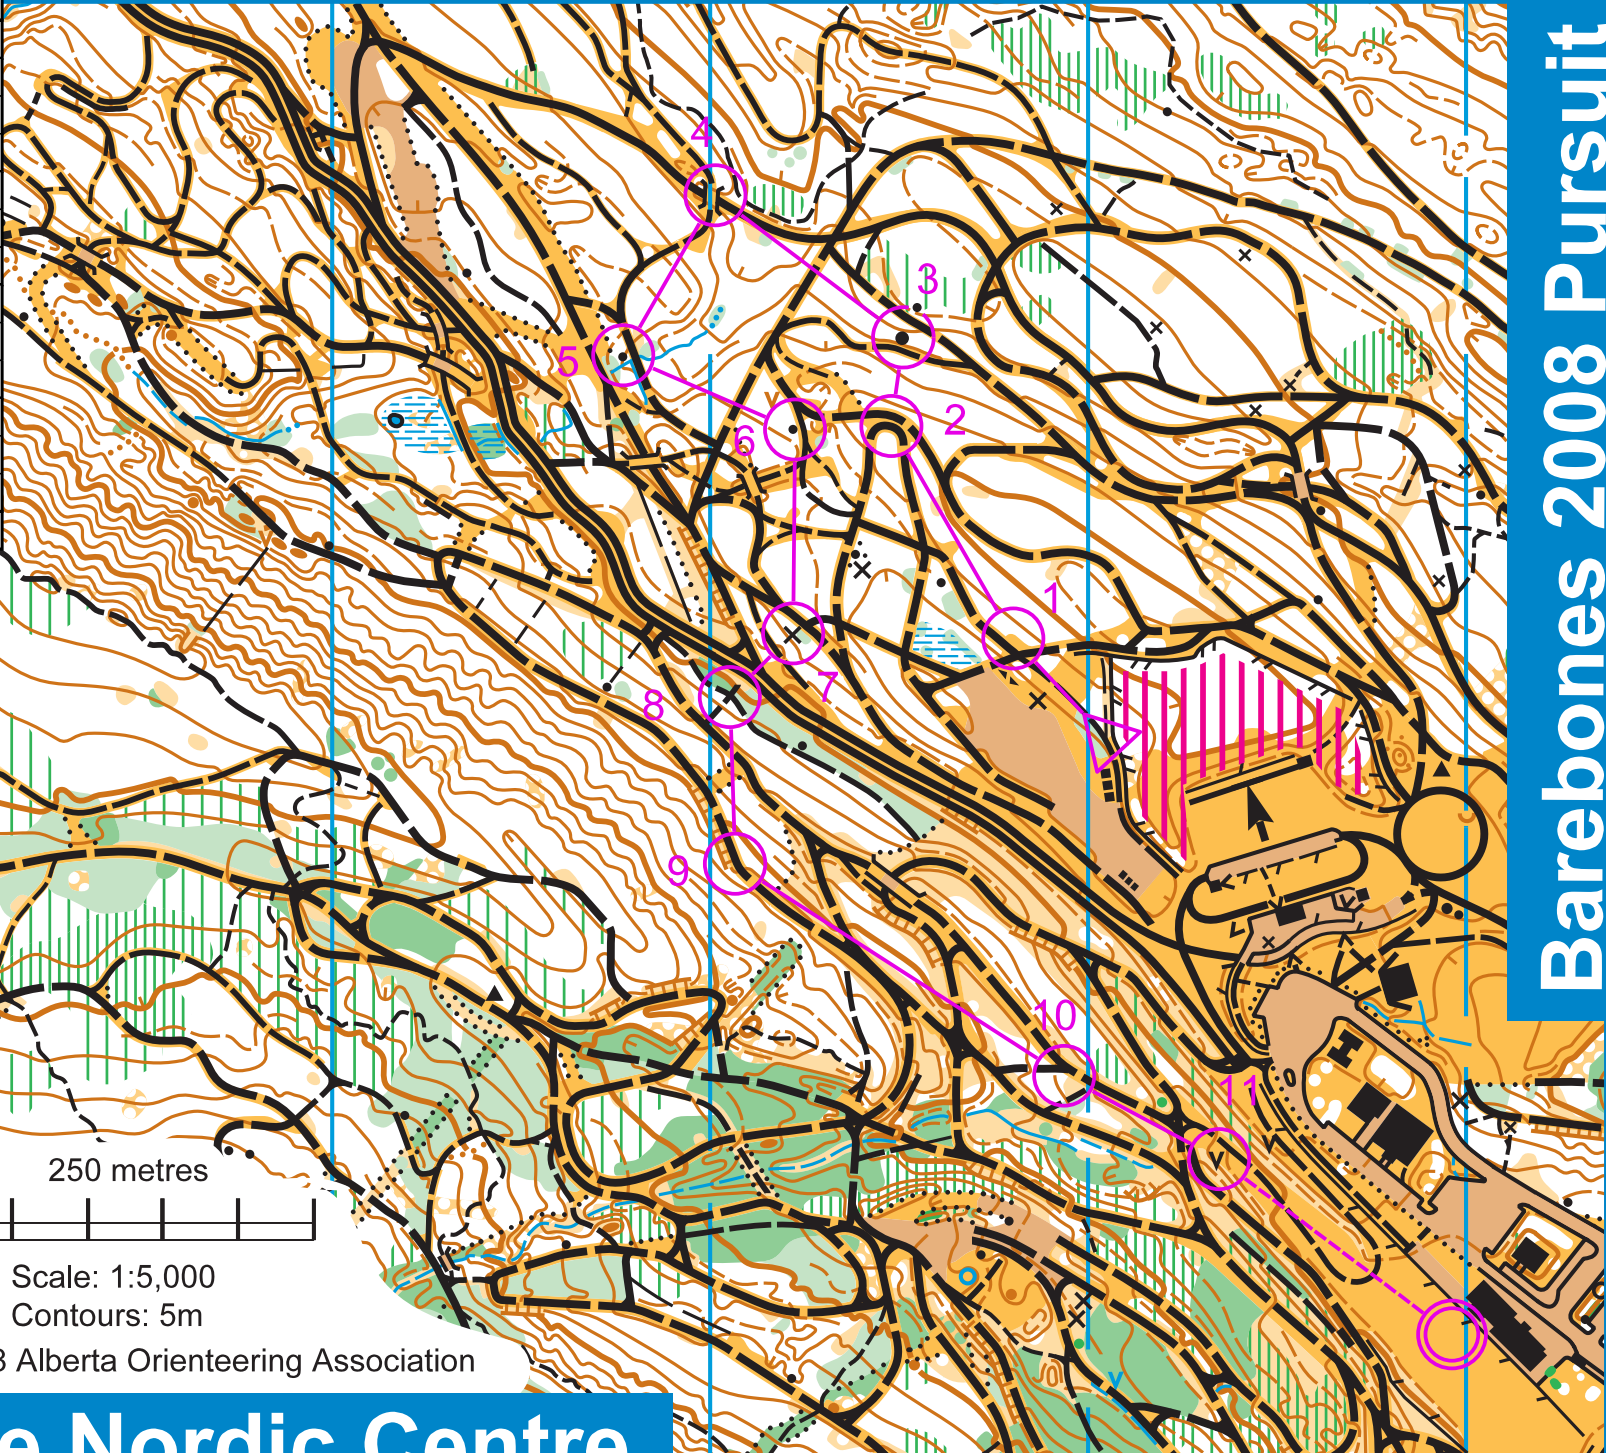 Barebones 2008 Pursuit
4
3
5
2
6
1
7
8
9
10
11
250 metres
Scale: 1:5,000
Contours: 5m
8 Alberta Orienteering Association
e Nordic Centre